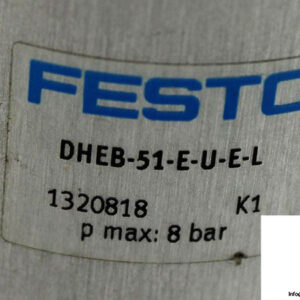 FESTO
DHEB-51-E-U-E-L
1320818 K1
p max: 8 bar